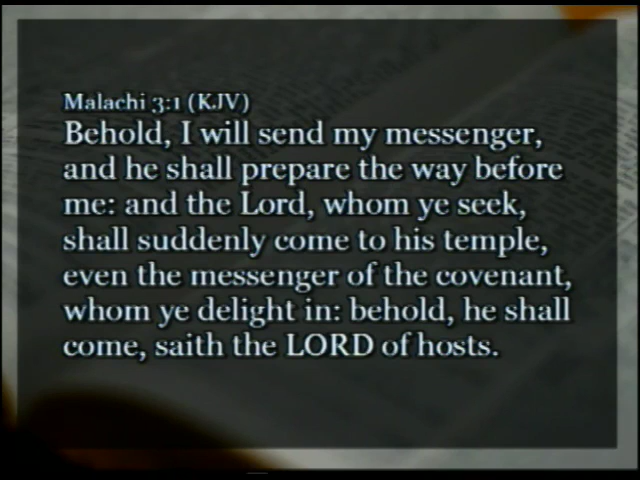 Malachi 3:1 (KJV)
Behold, I will send my messenger,
and he shall prepare the way before
me: and the Lord, whom ye seek,
shall suddenly come to his temple,
even the messenger of the covenant,
whom ye delight in: behold, he shall
come, saith the LORD of hosts.